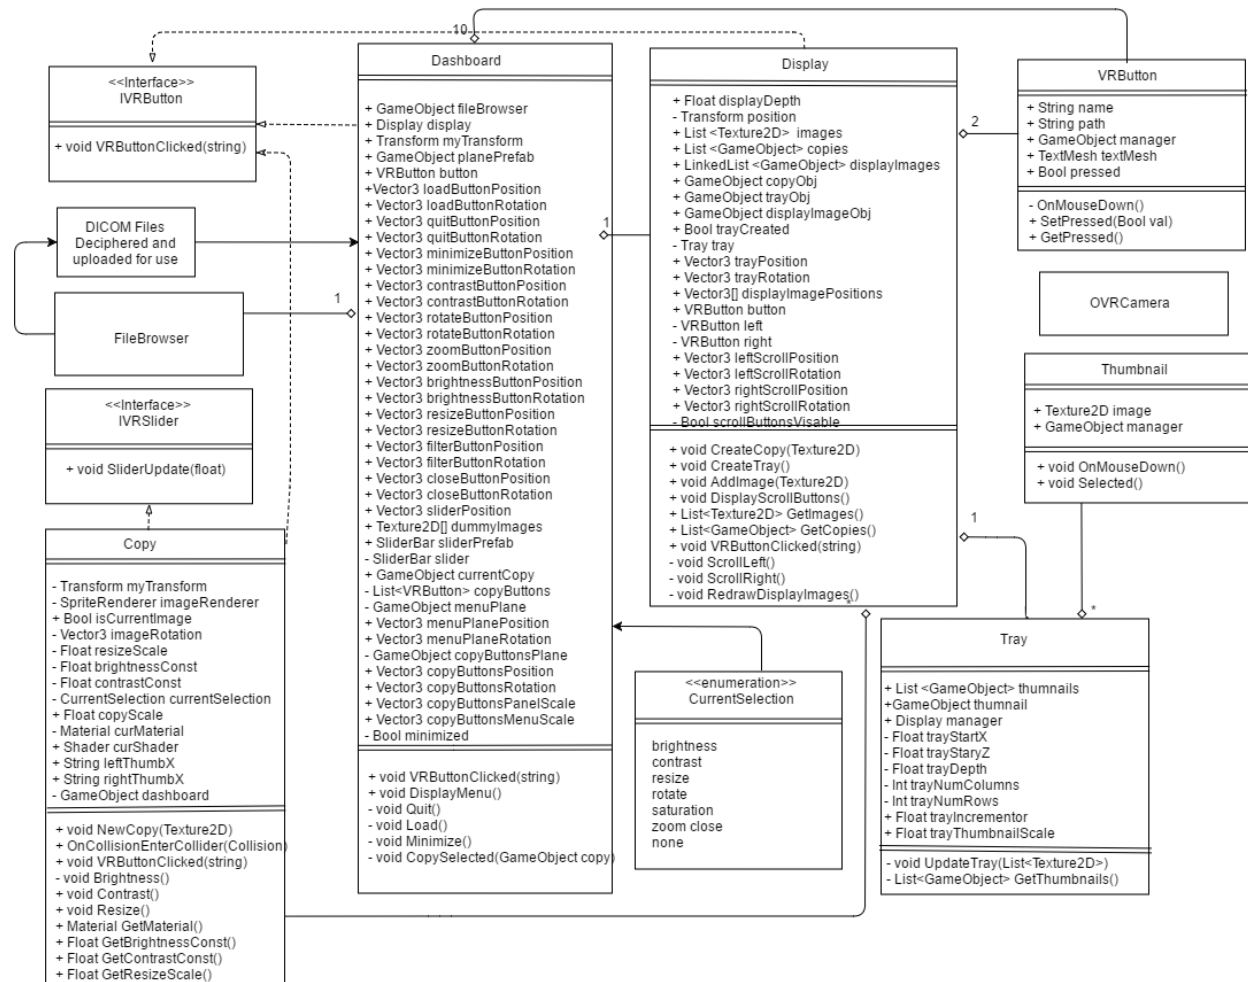 <<Interface>>
IVRButton
+ void VRButtonClicked(string)
DICOM Files
Deciphered and
uploaded for use
FileBrowser
1
<<Interface>>
IVRSlider
+ void SliderUpdate(float)
Copy
- Transform myTransform
- SpriteRenderer imageRenderer
+ Bool isCurrentImage
- Vector3 imageRotation
- Float resizeScale
- Float brightnessConst
- Float contrastConst
- CurrentSelection currentSelection
+ Float copyScale
- Material curMaterial
+ Shader curShader
+ String leftThumbX
+ String rightThumbX
- GameObject dashboard
+ void NewCopy(Texture2D)
+ OnCollisionEnterCollider(Collision)
+ void VRButtonClicked(string)
- void Brightness()
+ void Contrast()
+ void Resize()
+ Material GetMaterial()
+ Float GetBrightnessConst()
+ Float GetContrastConst()
+ Float GetResizeScale()
10
Dashboard
+ GameObject fileBrowser
+ Display display
+ Transform myTransform
+ GameObject planePrefab
+ VRButton button
+Vector3 loadButtonPosition
+ Vector3 loadButtonRotation
+ Vector3 quitButtonPosition
+ Vector3 quitButtonRotation
+ Vector3 minimizeButtonPosition
+ Vector3 minimizeButtonRotation
+ Vector3 contrastButtonPosition
+ Vector3 contrastButtonRotation
+ Vector3 rotateButtonPosition
+ Vector3 rotateButtonRotation
+ Vector3 zoomButtonPosition
+ Vector3 zoomButtonRotation
+ Vector3 brightnessButtonPosition
+ Vector3 brightnessButtonRotation
+ Vector3 resizeButtonPosition
+ Vector3 resizeButtonRotation
+ Vector3 filterButtonPosition
+ Vector3 filterButtonRotation
+ Vector3 closeButtonPosition
+ Vector3 closeButtonRotation
+ Vector3 sliderPosition
+ Texture2D[] dummyImages
+ SliderBar sliderPrefab
- SliderBar slider
+ GameObject currentCopy
- List<VRButton> copyButtons
- GameObject menuPlane
+ Vector3 menuPlanePosition
+ Vector3 menuPlaneRotation
- GameObject copyButtonsPlane
+ Vector3 copyButtonsPosition
+ Vector3 copyButtonsRotation
+ Vector3 copyButtonsPanelScale
+ Vector3 copyButtonsMenuScale
- Bool minimized
+ void VRButtonClicked(string)
+ void DisplayMenu()
- void Quit()
- void Load()
- void Minimize()
- void CopySelected(GameObject copy)
1
Display
+ Float displayDepth
- Transform position
+ List <Texture2D> images
+ List <GameObject> copies
+ LinkedList <GameObject> displayImages
+ GameObject copyObj
+ GameObject trayObj
+ GameObject displayImageObj
+ Bool trayCreated
- Tray tray
+ Vector3 trayPosition
+ Vector3 trayRotation
+ Vector3[] displayImagePositions
+ VRButton button
- VRButton left
- VRButton right
+ Vector3 leftScrollPosition
+ Vector3 leftScrollRotation
+ Vector3 rightScrollPosition
+ Vector3 rightScrollRotation
- Bool scrollButtonsVisable
+ void CreateCopy(Texture2D)
+ void CreateTray()
+ void AddImage(Texture2D)
+ void DisplayScrollButtons()
+ List<Texture2D> GetImages()
+ List<GameObject> GetCopies()
+ void VRButtonClicked(string)
- void ScrollLeft()
- void ScrollRight()
- void RedrawDisplayImages()
*
<<enumeration>>
CurrentSelection
brightness
contrast
resize
rotate
saturation
zoom close
none
2
VRButton
+ String name
+ String path
+ GameObject manager
+ TextMesh textMesh
+ Bool pressed
- OnMouseDown()
+ SetPressed(Bool val)
+ GetPressed()
OVRCamera
Thumbnail
+ Texture2D image
+ GameObject manager
+ void OnMouseDown()
+ void Selected()
1
*
Tray
+ List <GameObject> thumnails
+GameObject thumnail
+ Display manager
- Float trayStartX
- Float trayStaryZ
- Float trayDepth
- Int trayNumColumns
- Int trayNumRows
+ Float trayIncrementor
+ Float trayThumbnailScale
- void UpdateTray(List<Texture2D>)
- List<GameObject> GetThumbnails()